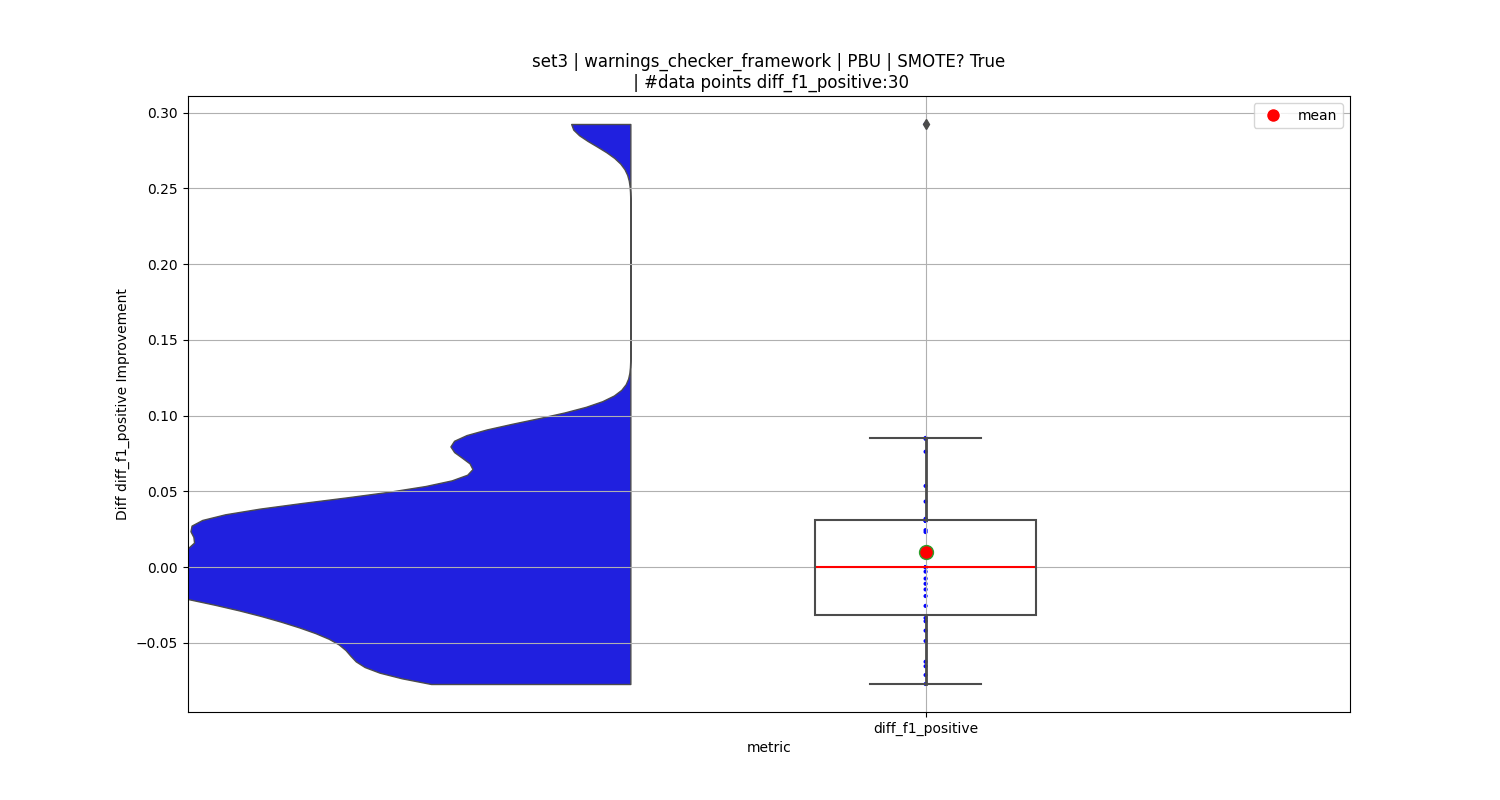 set3 | warnings_checker_framework | PBU | SMOTE? True
| #data points diff_f1_positive:30
mean
0.30
0.25
0.20
0.15
0.10
0.05
0.00
−0.05
Diff diff_f1_positive Improvement
diff_f1_positive
metric